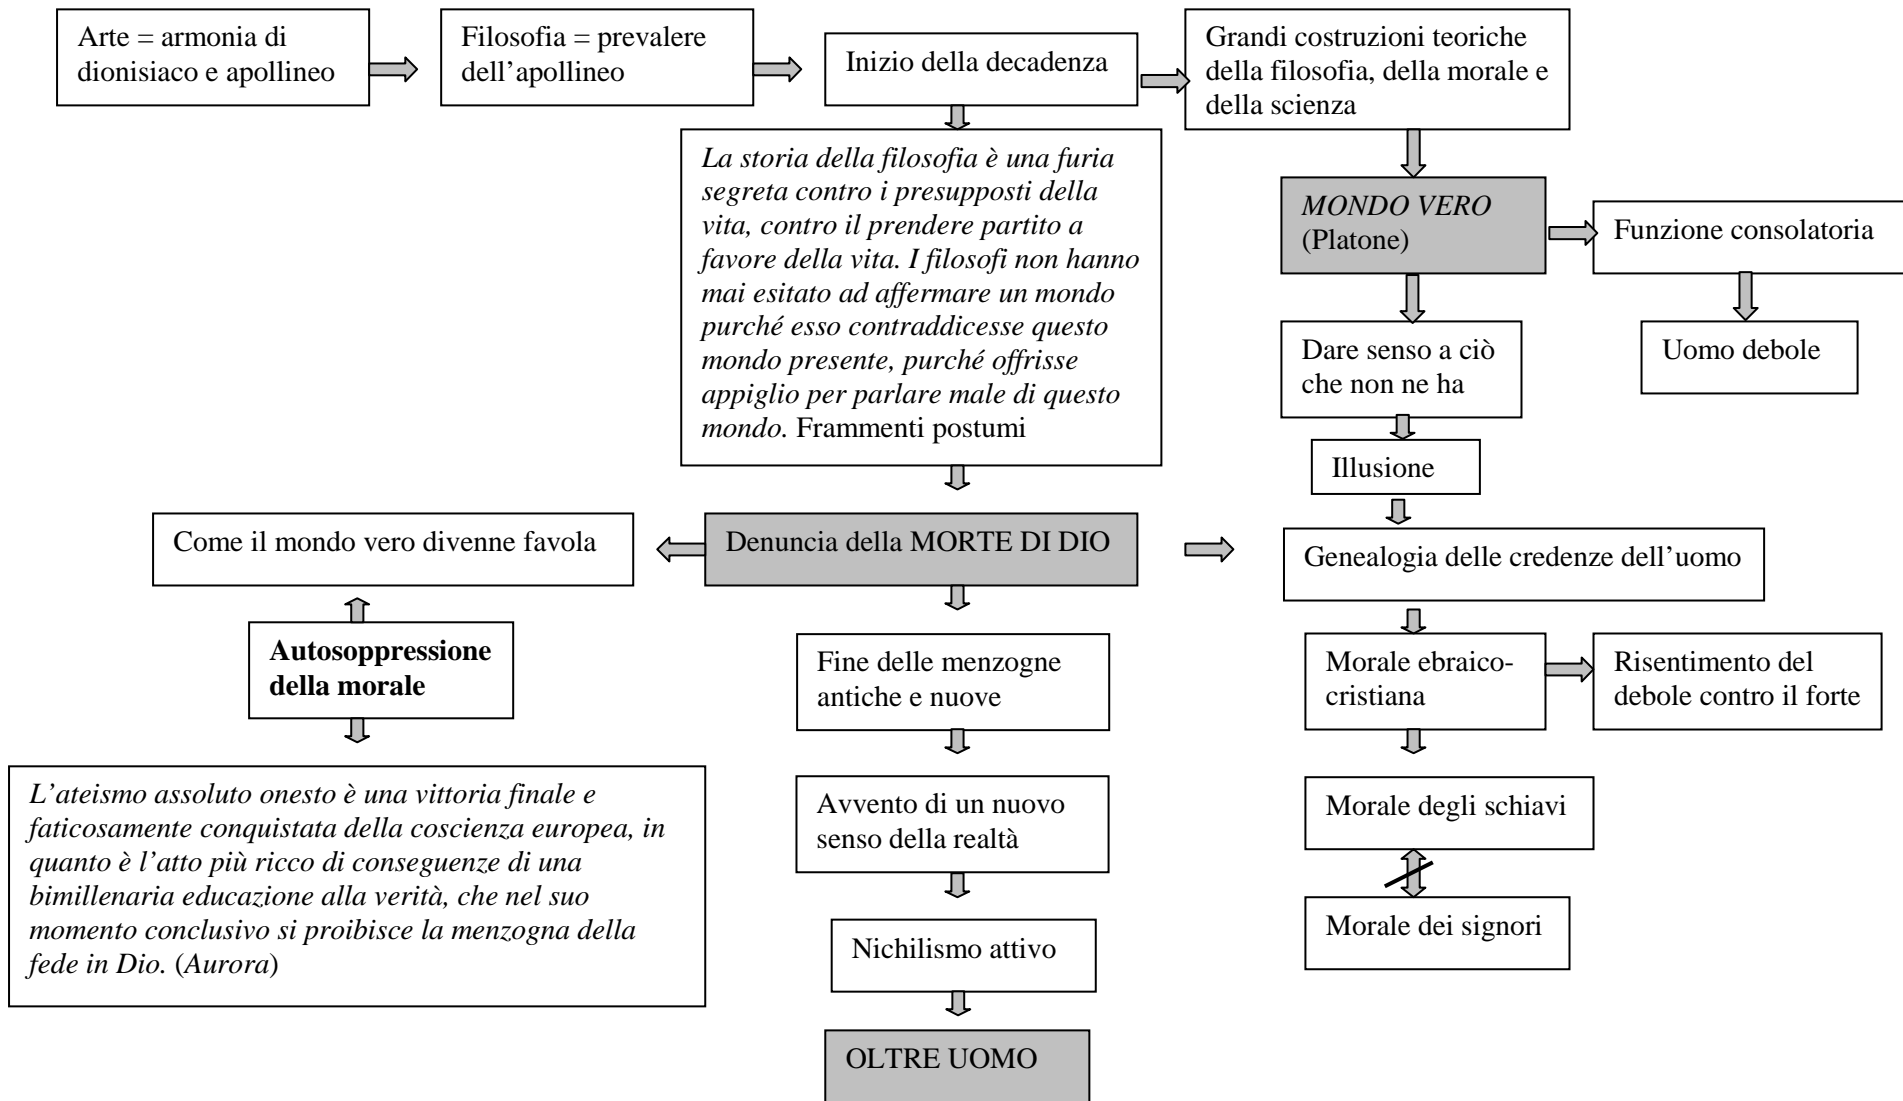 Arte = armonia di
dionisiaco e apollineo
Filosofia = prevalere
dell’apollineo
Inizio della decadenza
Grandi costruzioni teoriche
della filosofia, della morale e
della scienza
La storia della filosofia è una furia
segreta contro i presupposti della
vita, contro il prendere partito a
favore della vita. I filosofi non hanno
mai esitato ad affermare un mondo
purché esso contraddicesse questo
mondo presente, purché offrisse
appiglio per parlare male di questo
mondo. Frammenti postumi
MONDO VERO
(Platone)
Funzione consolatoria
Dare senso a ciò
che non ne ha
Uomo debole
Illusione
Come il mondo vero divenne favola
Denuncia della MORTE DI DIO
Genealogia delle credenze dell’uomo
Autosoppressione
della morale
Fine delle menzogne
antiche e nuove
Morale ebraico-
cristiana
Risentimento del
debole contro il forte
L’ateismo assoluto onesto è una vittoria finale e
faticosamente conquistata della coscienza europea, in
quanto è l’atto più ricco di conseguenze di una
bimillenaria educazione alla verità, che nel suo
momento conclusivo si proibisce la menzogna della
fede in Dio. (Aurora)
Avvento di un nuovo
senso della realtà
Morale degli schiavi
Nichilismo attivo
Morale dei signori
OLTRE UOMO